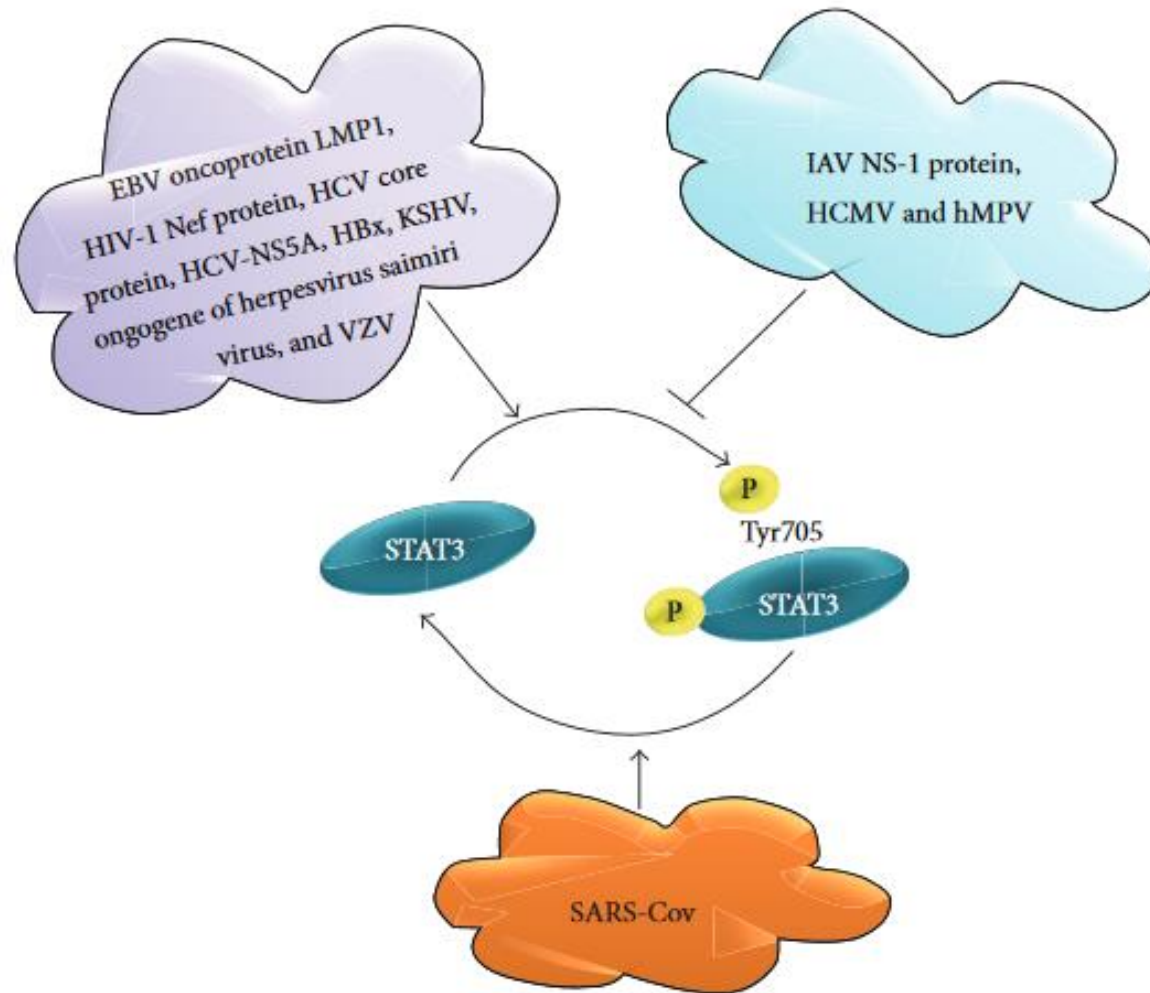 EBV oncoprotein LMP1,
HIV-1 Nef protein, HCV core
protein, HCV-NS5A, HBx, KSHV,
ongogene of herpesvirus saimiri
virus, and VZV
IAV NS-1 protein,
HCMV and hMPV
P
Tyr705
STAT3
P
STAT3
SARS-Cov